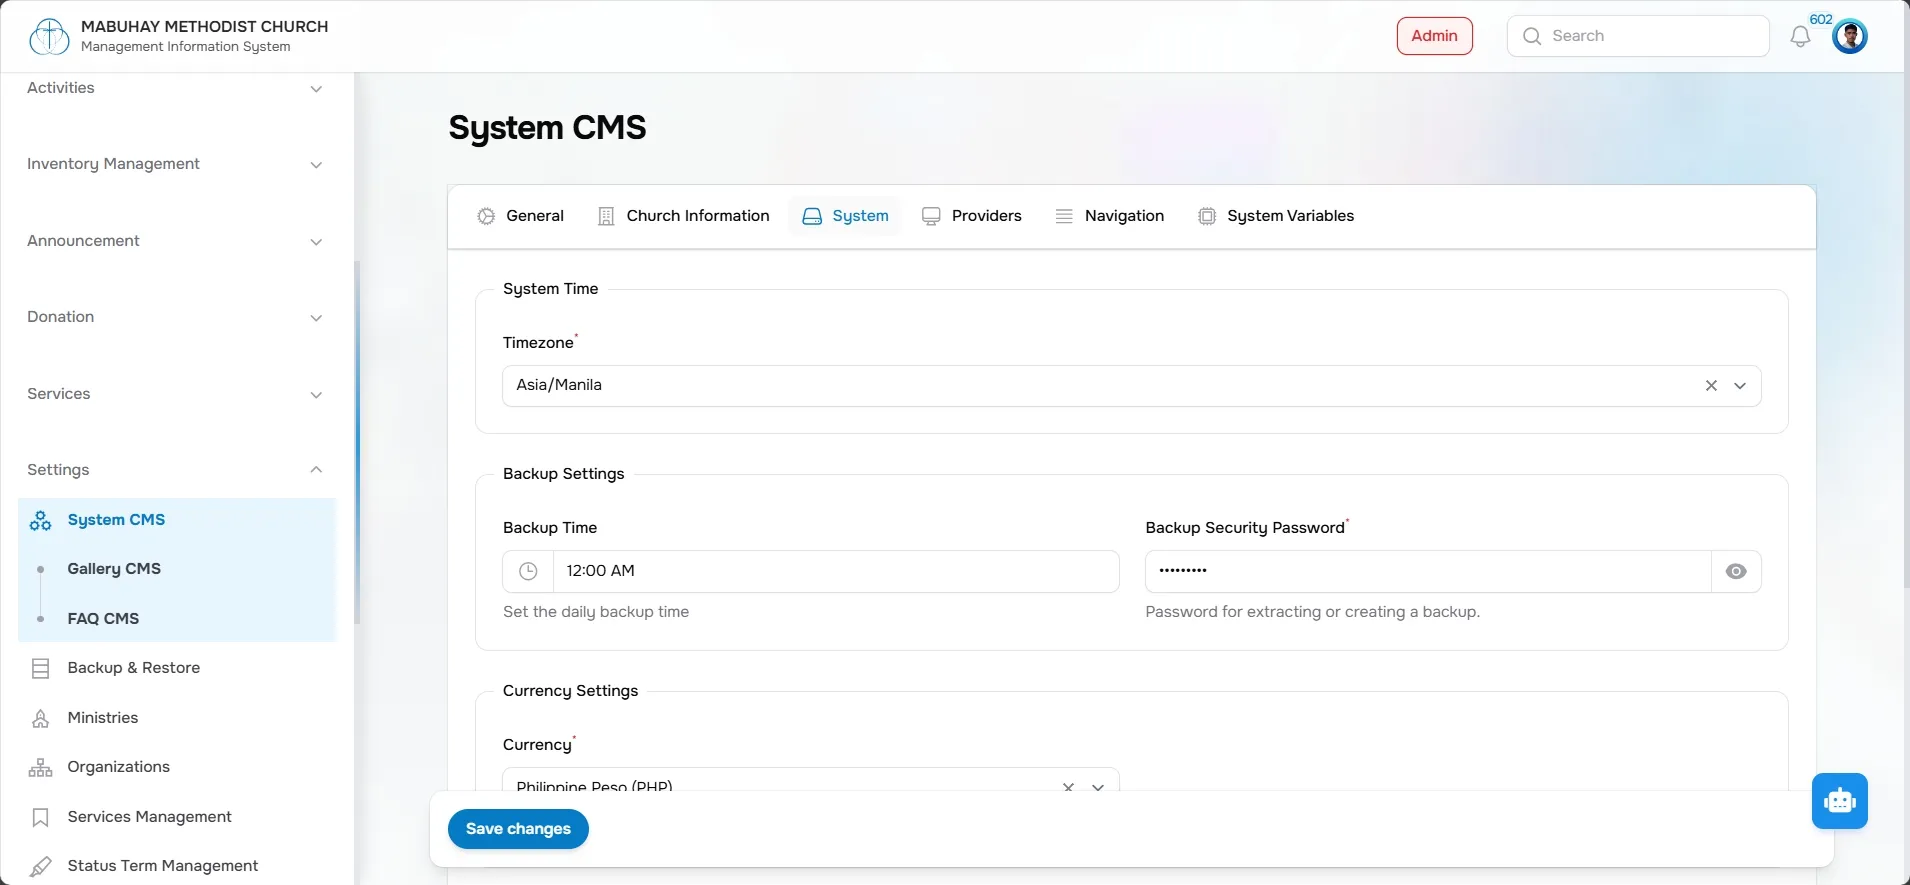 MABUHAY METHODIST CHURCH
Management Information System
Admin
Search
602
Activities
Inventory Management
Announcement
Donation
Services
Settings
System CMS
Gallery CMS
FAQ CMS
Backup & Restore
Ministries
Organizations
Services Management
Status Term Management
System CMS
General
Church Information
System
Providers
Navigation
System Variables
System Time
Timezone*
Asia/Manila
Backup Settings
Backup Time
Backup Security Password*
12:00 AM
•••••••••
Set the daily backup time
Password for extracting or creating a backup.
Currency Settings
Currency*
Philippine Peso (PHP)
Save changes